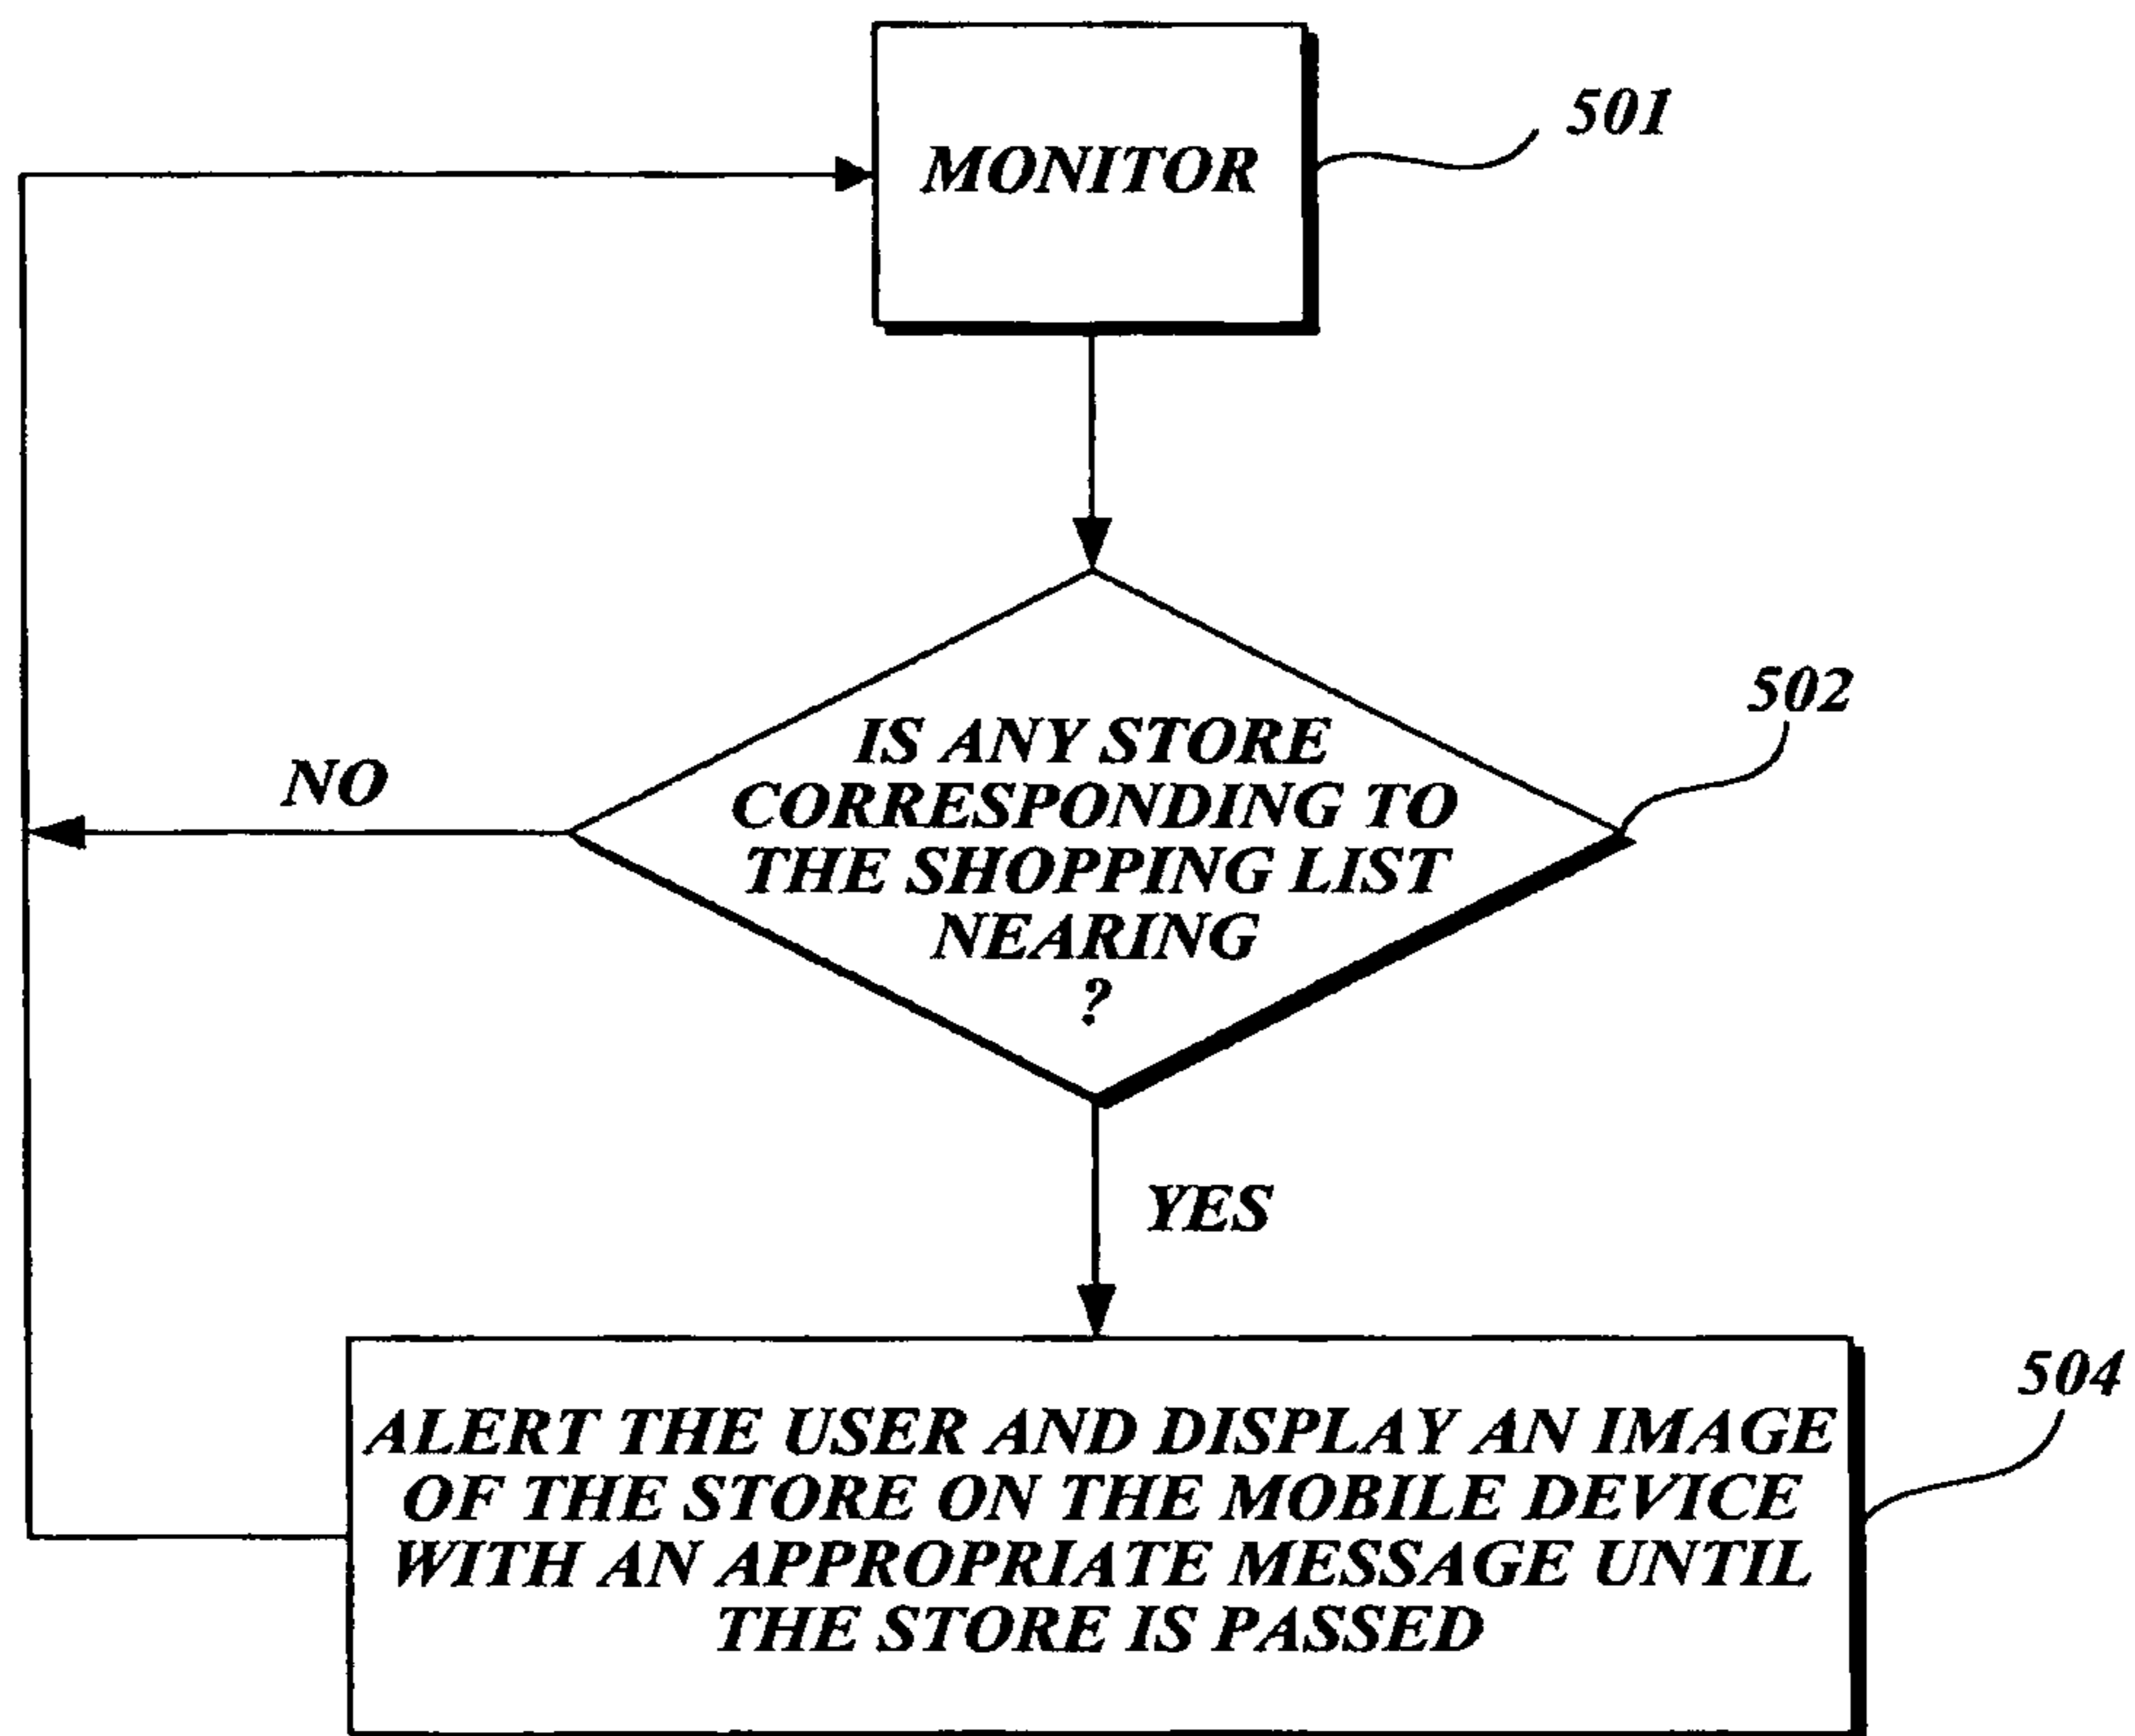 MONITOR
501
IS ANY STORE
CORRESPONDING TO
THE SHOPPING LIST
NEARING
?
502
NO
YES
ALERT THE USER AND DISPLAY AN IMAGE
OF THE STORE ON THE MOBILE DEVICE
WITH AN APPROPRIATE MESSAGE UNTIL
THE STORE IS PASSED
504